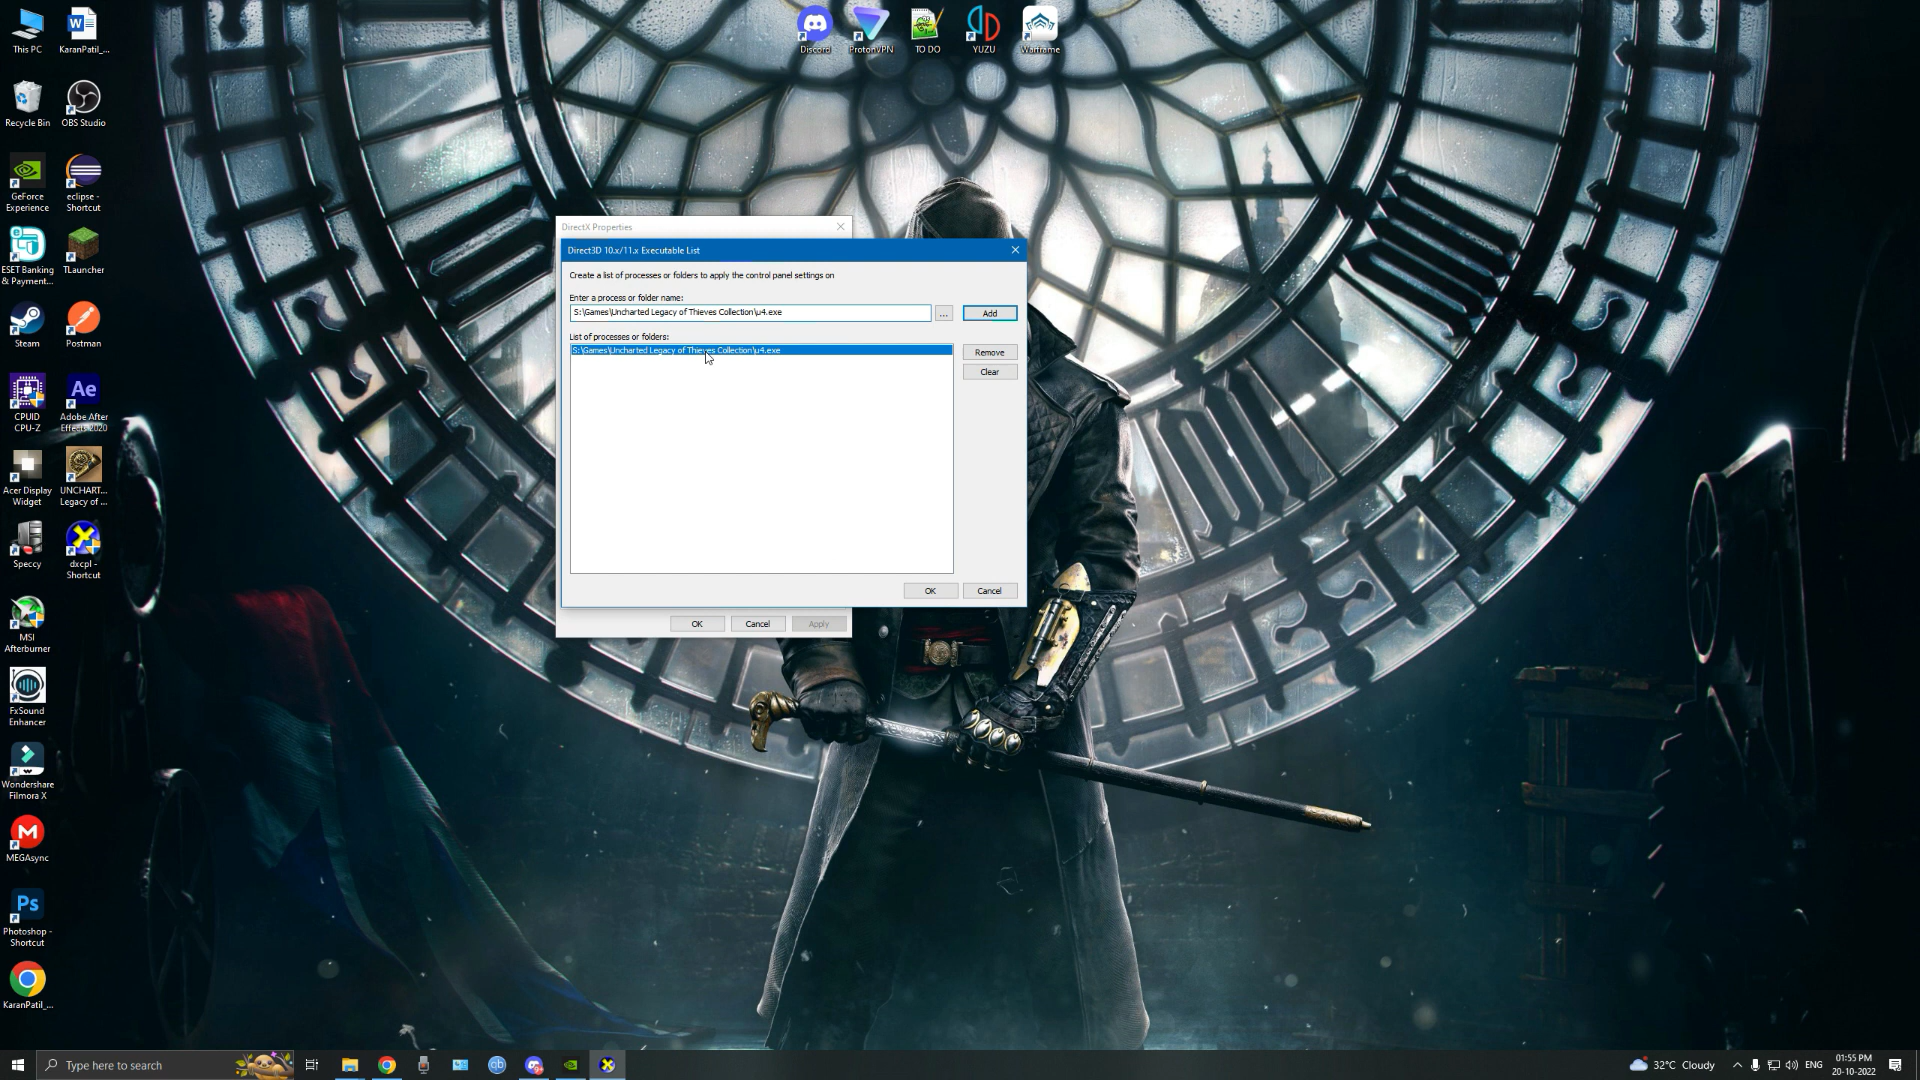 This PC
KaranPatil_...
Recycle Bin
OBS Studio
GeForce
Experience
eclipse -
Shortcut
ESET Banking
& Payment...
TLauncher
Steam
Postman
CPUID
CPU-Z
Ae
Adobe After
Effects 2020
Acer Display
Widget
UNCHART...
Legacy of ...
Speccy
dxcpl -
Shortcut
MSI
Afterburner
FxSound
Enhancer
Wondershare
Filmora X
MEGAsync
Ps
Photoshop -
Shortcut
KaranPatil_...
Discord
ProtonVPN
TO DO
YUZU
Warframe
DirectX Properties
Direct3D 10.x/11.x Executable List
Create a list of processes or folders to apply the control panel settings on
Enter a process or folder name:
S:\Games\Uncharted Legacy of Thieves Collection\u4.exe
...
Add
List of processes or folders:
S:\Games\Uncharted Legacy of Thieves Collection\u4.exe
Remove
Clear
OK
Cancel
OK
Cancel
Apply
Type here to search
qb
9+
32°C Cloudy
ENG
01:55 PM
20-10-2022